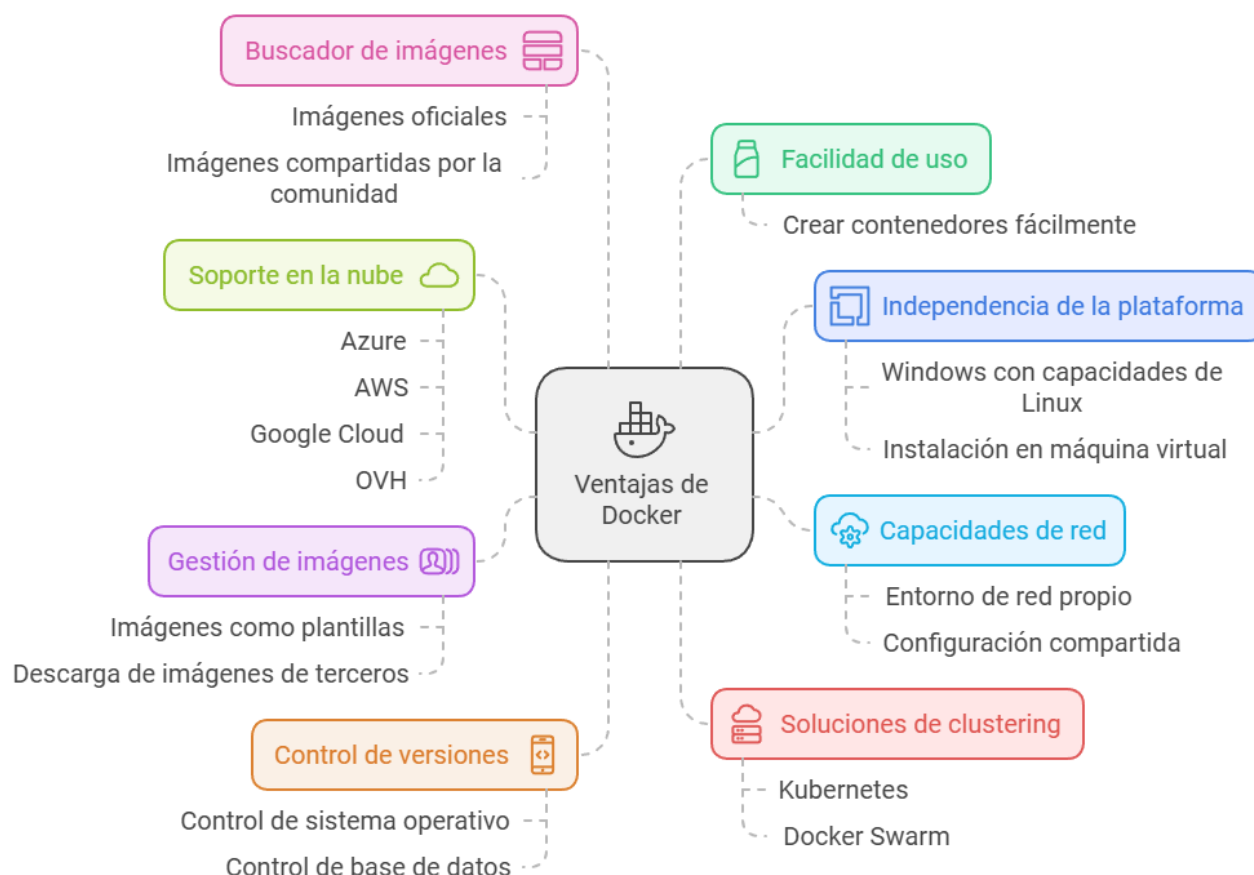 Buscador de imágenes
Imágenes oficiales
Imágenes compartidas por la
comunidad
Soporte en la nube
Azure
AWS
Google Cloud
OVH
Gestión de imágenes
Imágenes como plantillas
Descarga de imágenes de terceros
Control de versiones
Control de sistema operativo
Control de base de datos
Ventajas de
Docker
Facilidad de uso
Crear contenedores fácilmente
Independencia de la plataforma
Windows con capacidades de
Linux
Instalación en máquina virtual
Capacidades de red
Entorno de red propio
Configuración compartida
Soluciones de clustering
Kubernetes
Docker Swarm